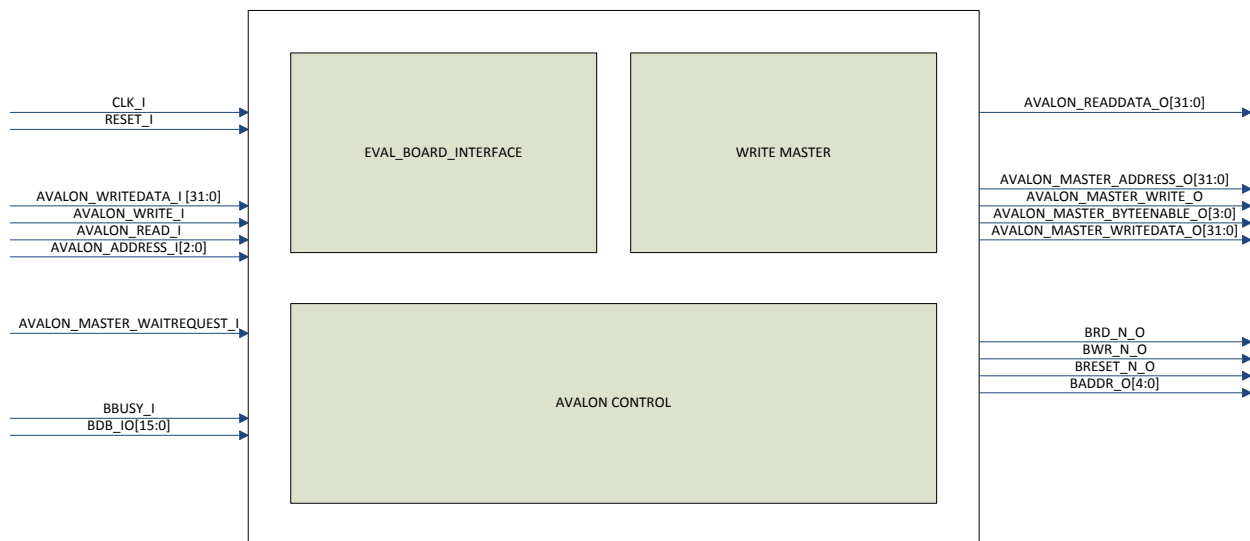 CLK_I
RESET_I
AVALON_WRITEDATA_I [31:0]
AVALON_WRITE_I
AVALON_READ_I
AVALON_ADDRESS_I[2:0]
AVALON_MASTER_WAITREQUEST_I
BBUSY_I
BDB_IO[15:0]
EVAL_BOARD_INTERFACE
WRITE MASTER
AVALON CONTROL
AVALON_READDATA_O[31:0]
AVALON_MASTER_ADDRESS_O[31:0]
AVALON_MASTER_WRITE_O
AVALON_MASTER_BYTEENABLE_O[3:0]
AVALON_MASTER_WRITEDATA_O[31:0]
BRD_N_O
BWR_N_O
BRESET_N_O
BADDR_O[4:0]